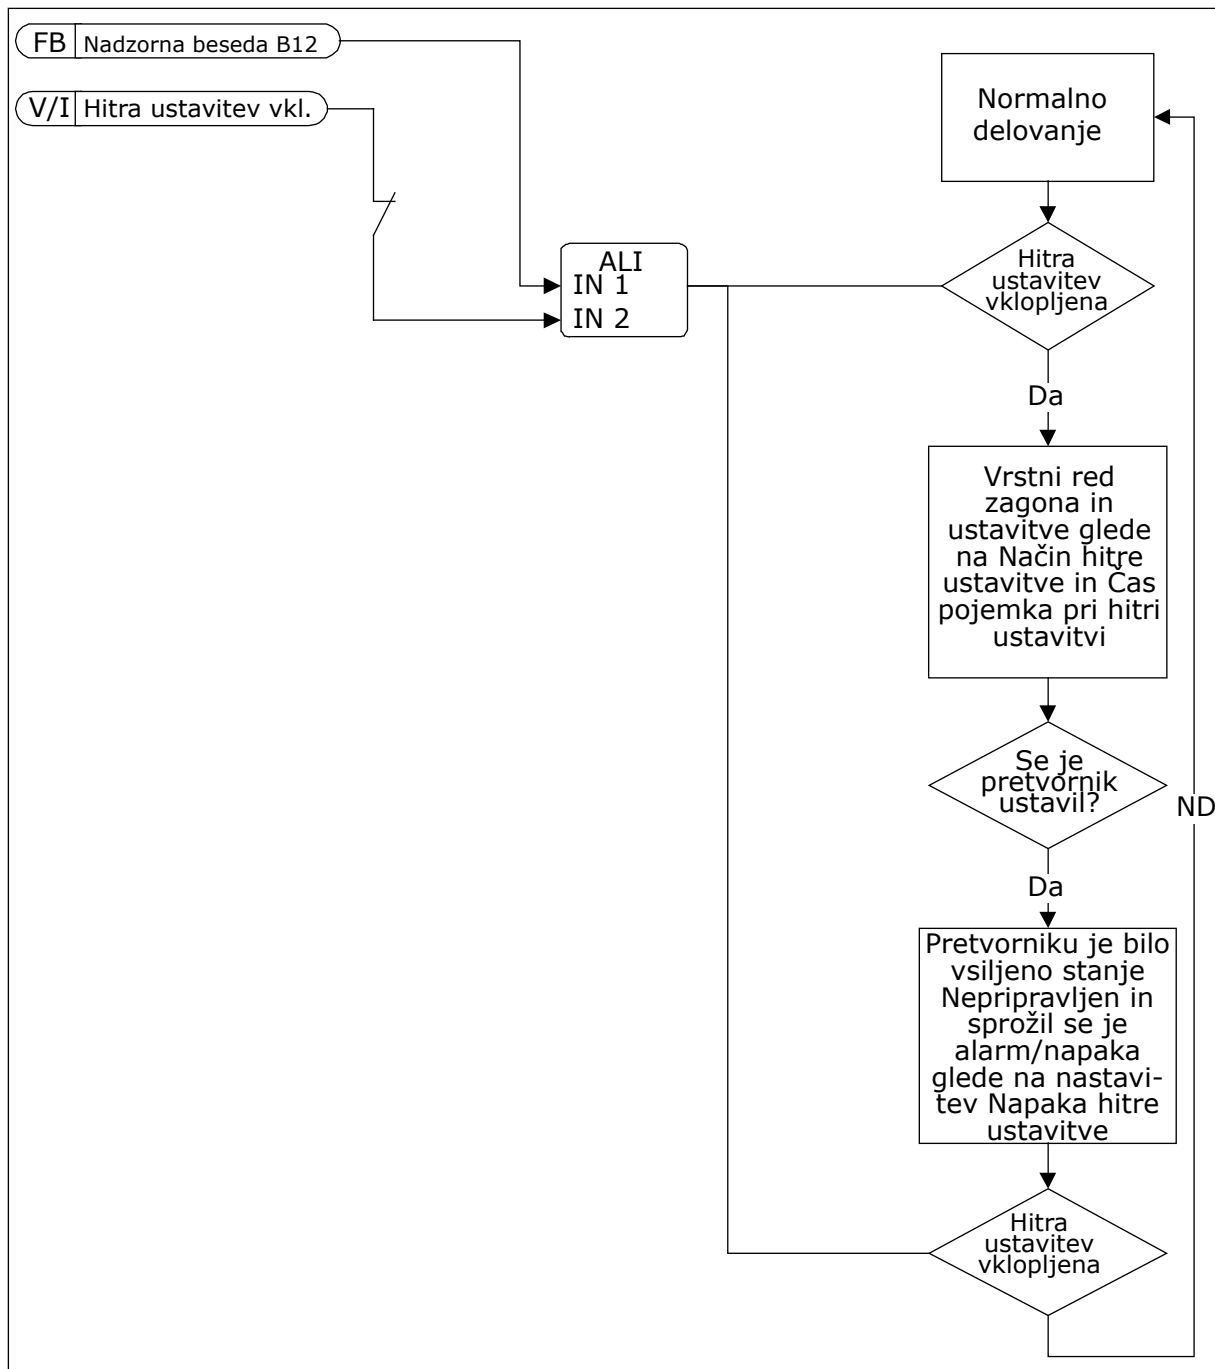 FB Nadzorna beseda B12
V/I Hitra ustavitev vkl.
ALI
IN 1
IN 2
Normalno
delovanje
Hitra
ustavitev
vklopljena
Da
Vrstni red
zagona in
ustavitve glede
na Način hitre
ustavitve in Čas
pojemka pri hitri
ustavitvi
Se je
pretvornik
ustavil?
ND
Da
Pretvorniku je bilo
vsiljeno stanje
Nepripravljen in
sprožil se je
alarm/napaka
glede na nastavi-
tev Napaka hitre
ustavitve
Hitra
ustavitev
vklopljena